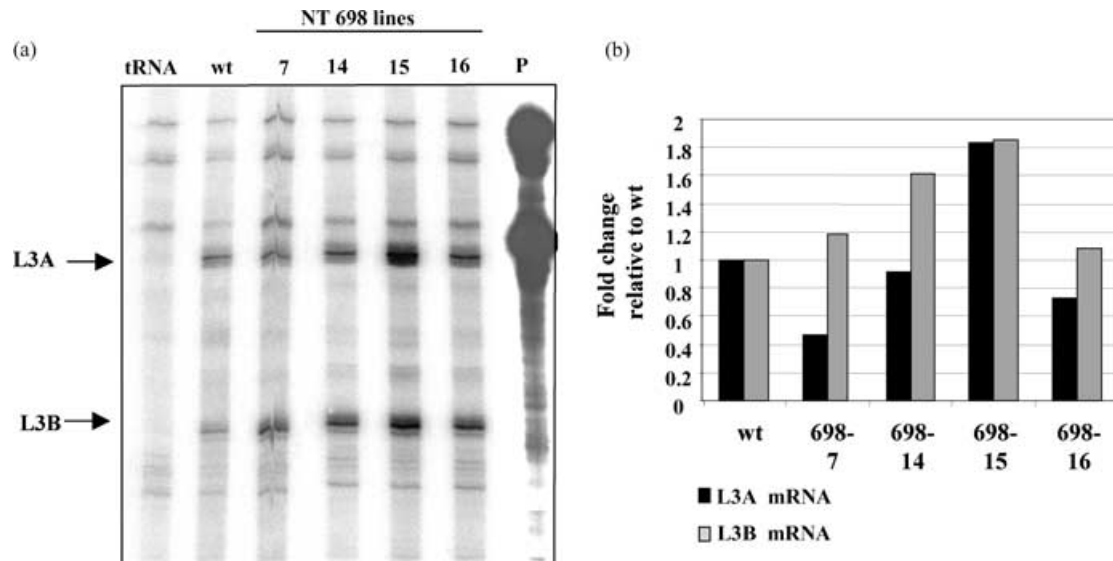 (a)
NT 698 lines
tRNA wt 7 14 15 16 P
L3A
L3B
(b)
Fold change
relative to wt
2
1.8
1.6
1.4
1.2
1
0.8
0.6
0.4
0.2
0
wt 698-7 698-14 698-15 698-16
L3A mRNA
L3B mRNA